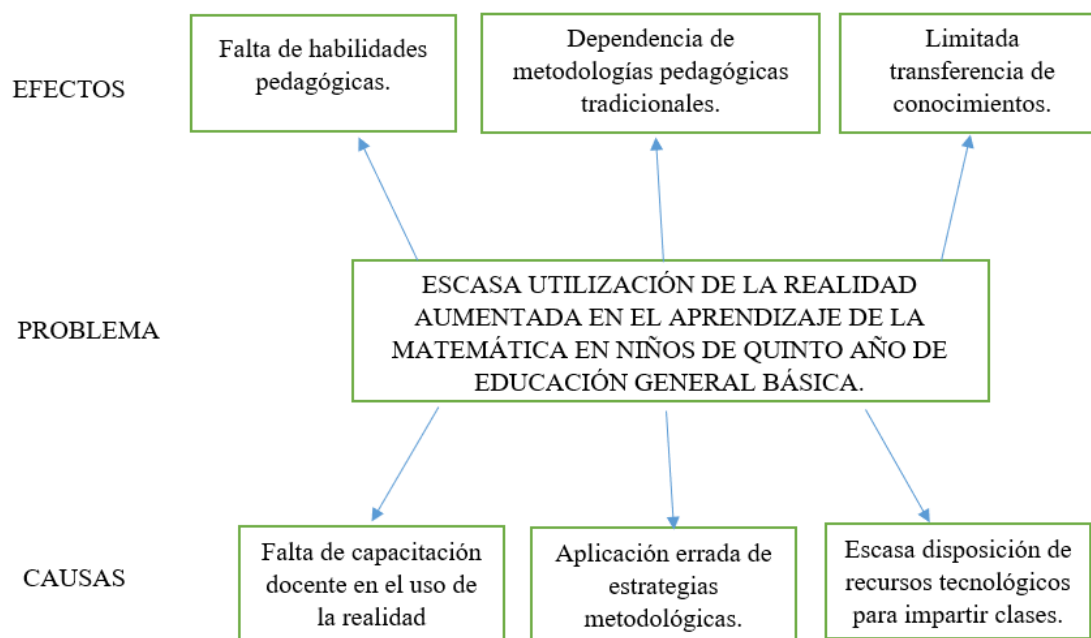 EFECTOS
Falta de habilidades
pedagógicas.
Dependencia de
metodologías pedagógicas
tradicionales.
Limitada
transferencia de
conocimientos.
PROBLEMA
ESCASA UTILIZACIÓN DE LA REALIDAD
AUMENTADA EN EL APRENDIZAJE DE LA
MATEMÁTICA EN NIÑOS DE QUINTO AÑO DE
EDUCACIÓN GENERAL BÁSICA.
CAUSAS
Falta de capacitación
docente en el uso de
la realidad
Aplicación errada de
estrategias
metodológicas.
Escasa disposición de
recursos tecnológicos
para impartir clases.